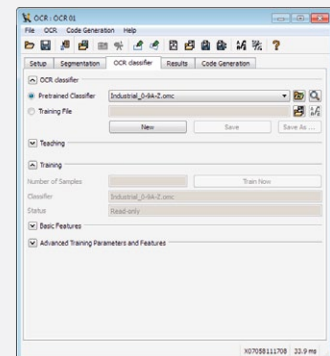 OCR : OCR 01
File OCR Code Generation Help
Setup Segmentation OCR classifier Results Code Generation
OCR classifier
Pretrained Classifier Industrial_0-9A-Z.omc
Training File
New Save Save As ...
Teaching
Training
Number of Samples Train Now
Classifier Industrial_0-9A-Z.omc
Status Read-only
Basic Features
Advanced Training Parameters and Features
X07058111708 33.9 ms